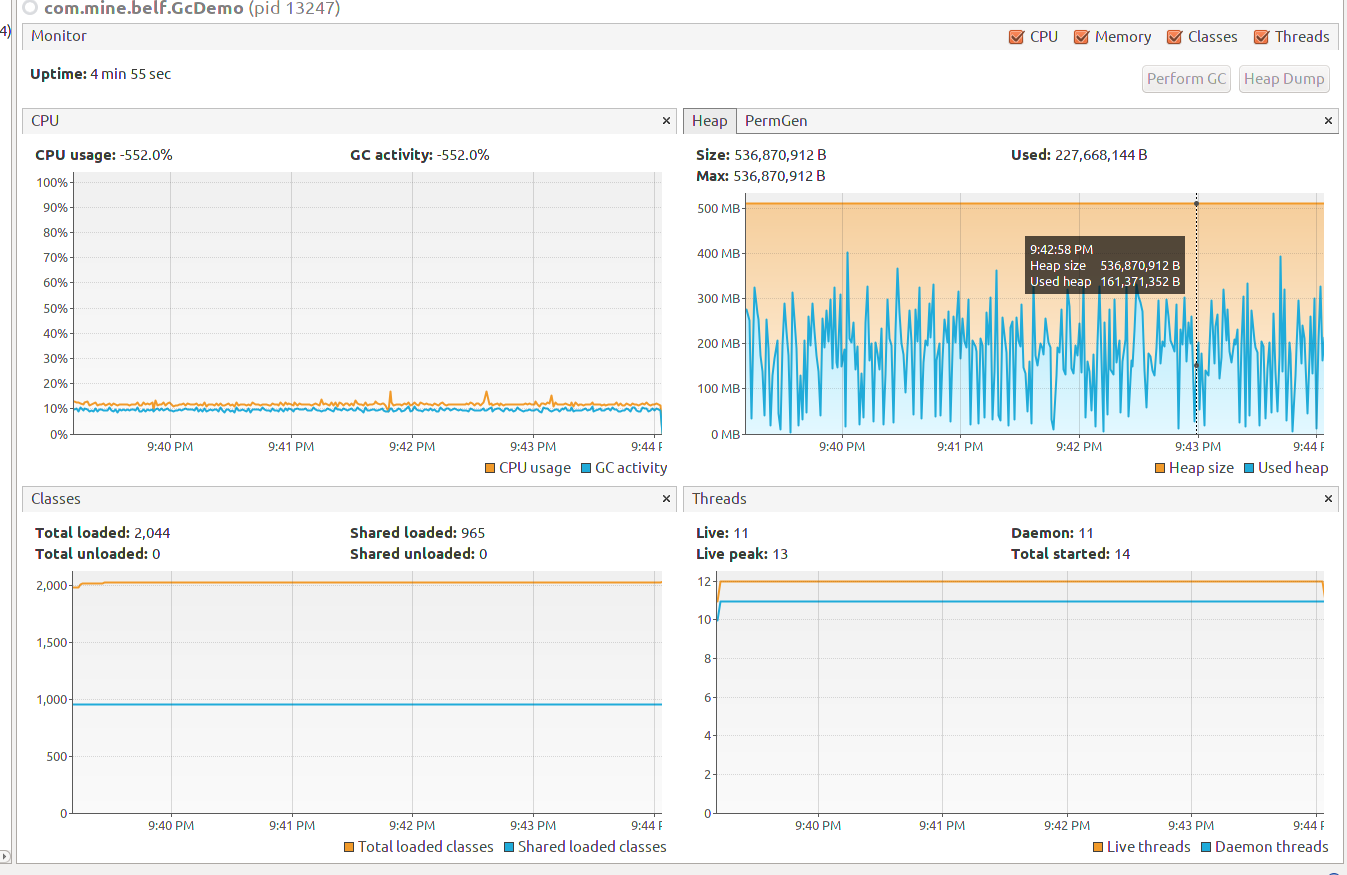 com.mine.belf.GcDemo (pid 13247)
4)
Monitor
CPU Memory Classes Threads
Uptime: 4 min 55 sec
Perform GC Heap Dump
CPU
CPU usage: -552.0% GC activity: -552.0%
100%
90%
80%
70%
60%
50%
40%
30%
20%
10%
0%
9:40 PM 9:41 PM 9:42 PM 9:43 PM 9:44 P
CPU usage GC activity
Heap PermGen
Size: 536,870,912 B Used: 227,668,144 B
Max: 536,870,912 B
500 MB
400 MB
300 MB
200 MB
100 MB
0 MB
9:42:58 PM
Heap size 536,870,912 B
Used heap 161,371,352 B
9:40 PM 9:41 PM 9:42 PM 9:43 PM 9:44 P
Heap size Used heap
Classes
Total loaded: 2,044 Shared loaded: 965
Total unloaded: 0 Shared unloaded: 0
2,000
1,500
1,000
500
0
9:40 PM 9:41 PM 9:42 PM 9:43 PM 9:44 P
Total loaded classes Shared loaded classes
Threads
Live: 11 Daemon: 11
Live peak: 13 Total started: 14
12
10
8
6
4
2
0
9:40 PM 9:41 PM 9:42 PM 9:43 PM 9:44 P
Live threads Daemon threads